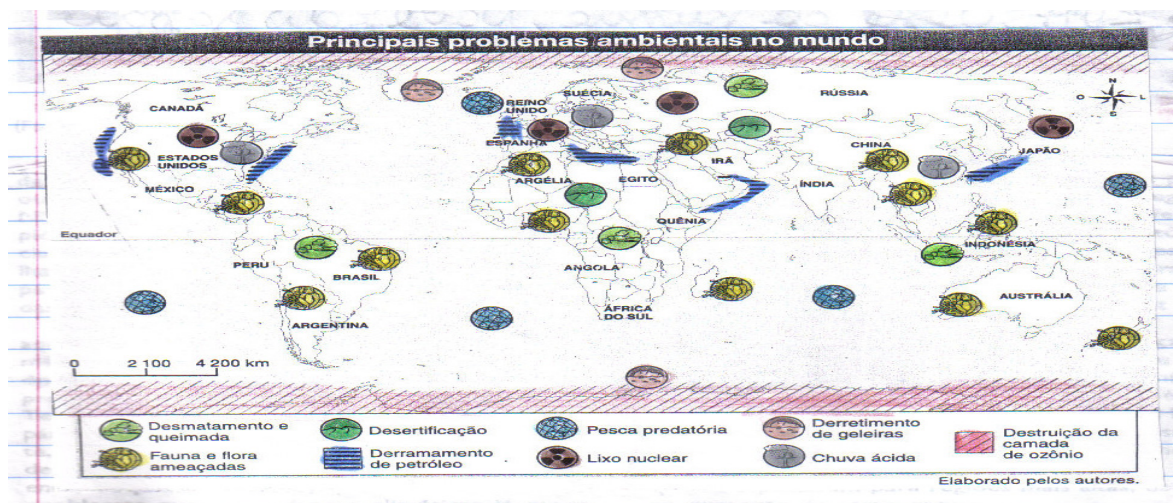 Principais problemas ambientais no mundo
CANADÁ
SUÉCIA
RÚSSIA
REINO
UNIDO
N
O
L
S
ESPANHA
ESTADOS
UNIDOS
CHINA
JAPÃO
IRÃ
MÉXICO
ARGÉLIA
EGITO
ÍNDIA
QUÊNIA
Equador
INDONÉSIA
PERU
BRASIL
ANGOLA
AUSTRÁLIA
ÁFRICA
DO SUL
ARGENTINA
0 2 100 4 200 km
Desmatamento e
queimada
Desertificação
Pesca predatória
Derretimento
de geleiras
Destruição da
camada
de ozônio
Fauna e flora
ameaçadas
Derramamento
de petróleo
Lixo nuclear
Chuva ácida
Elaborado pelos autores.